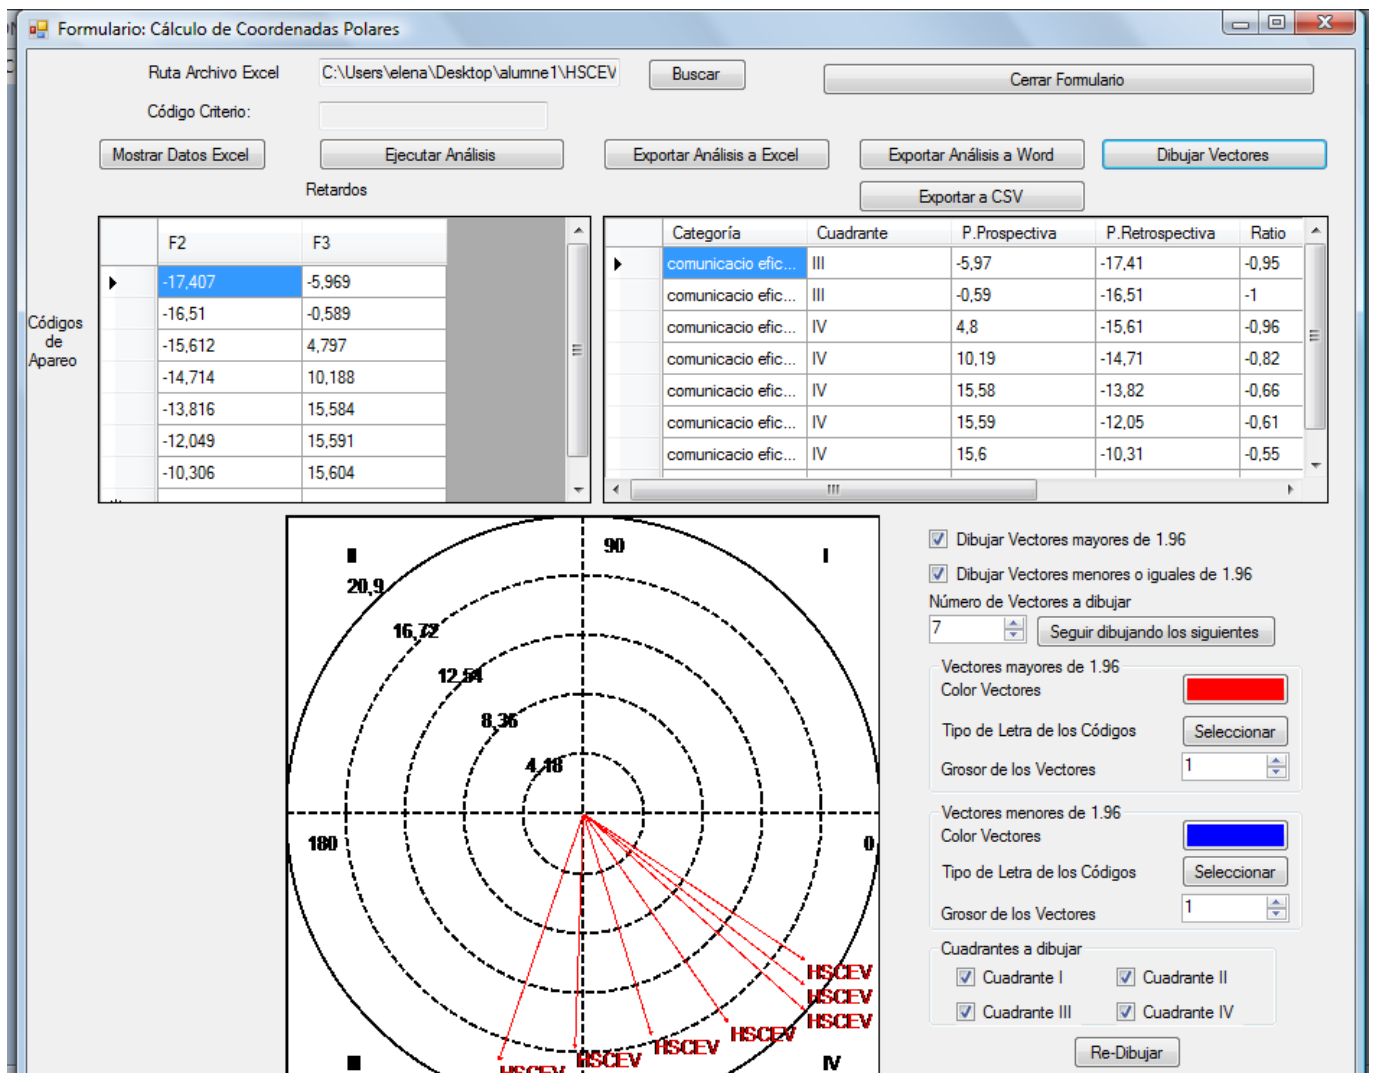 Formulario: Cálculo de Coordenadas Polares
Ruta Archivo Excel C:\Users\elena\Desktop\alumne1\HSCEV Buscar Cerrar Formulario
Código Criterio:
Mostrar Datos Excel Ejecutar Análisis Exportar Análisis a Excel Exportar Análisis a Word Dibujar Vectores
Retardos Exportar a CSV
Códigos
de
Apareo
F2 F3
-17,407 -5,969
-16,51 -0,589
-15,612 4,797
-14,714 10,188
-13,816 15,584
-12,049 15,591
-10,306 15,604
Categoría Cuadrante P.Prospectiva P.Retrospectiva Ratio
comunicacio efic... III -5,97 -17,41 -0,95
comunicacio efic... III -0,59 -16,51 -1
comunicacio efic... IV 4,8 -15,61 -0,96
comunicacio efic... IV 10,19 -14,71 -0,82
comunicacio efic... IV 15,58 -13,82 -0,66
comunicacio efic... IV 15,59 -12,05 -0,61
comunicacio efic... IV 15,6 -10,31 -0,55
II 90 I
20,9
16,72
12,54
8,36
4,18
180 0
HSCEV
HSCEV
HSCEV
HSCEV
HSCEV
HSCEV
HSCEV
III IV
Dibujar Vectores mayores de 1.96
Dibujar Vectores menores o iguales de 1.96
Número de Vectores a dibujar
7 Seguir dibujando los siguientes
Vectores mayores de 1.96
Color Vectores
Tipo de Letra de los Códigos Seleccionar
Grosor de los Vectores 1
Vectores menores de 1.96
Color Vectores
Tipo de Letra de los Códigos Seleccionar
Grosor de los Vectores 1
Cuadrantes a dibujar
Cuadrante I Cuadrante II
Cuadrante III Cuadrante IV
Re-Dibujar